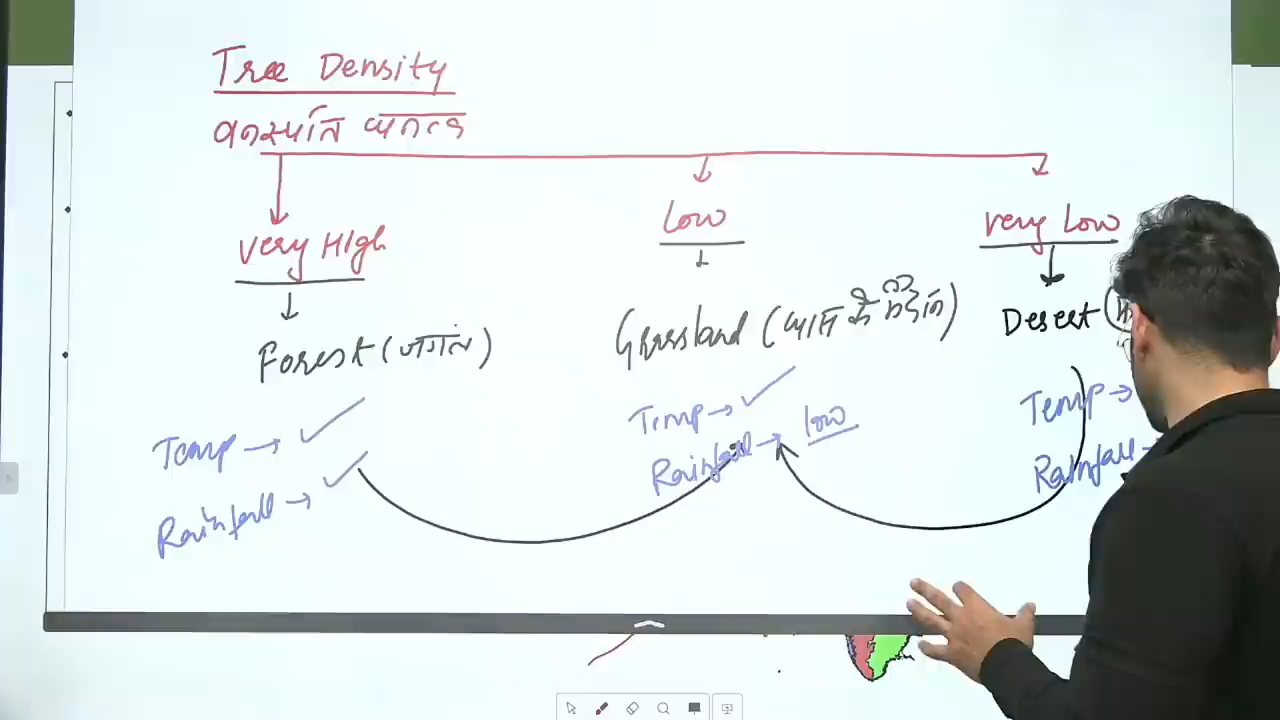 Tree Density
वनस्पति घनत्व
Very High
Low
Very Low
Forest (जंगल)
Grassland (घास के मैदान)
Desert
Temp → ✓
Rainfall → ✓
Temp → ✓
Rainfall → low
Temp →
Rainfall →